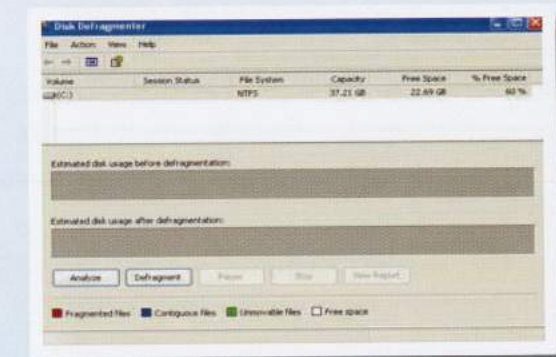 Disk Defragmenter
File Action View Help
Volume Session Status File System Capacity Free Space % Free Space
(C:) NTFS 37.21 GB 22.69 GB 60 %
Estimated disk usage before defragmentation:
Estimated disk usage after defragmentation:
Analyze Defragment Pause Stop View Report
Fragmented files Contiguous files Unmovable files Free space